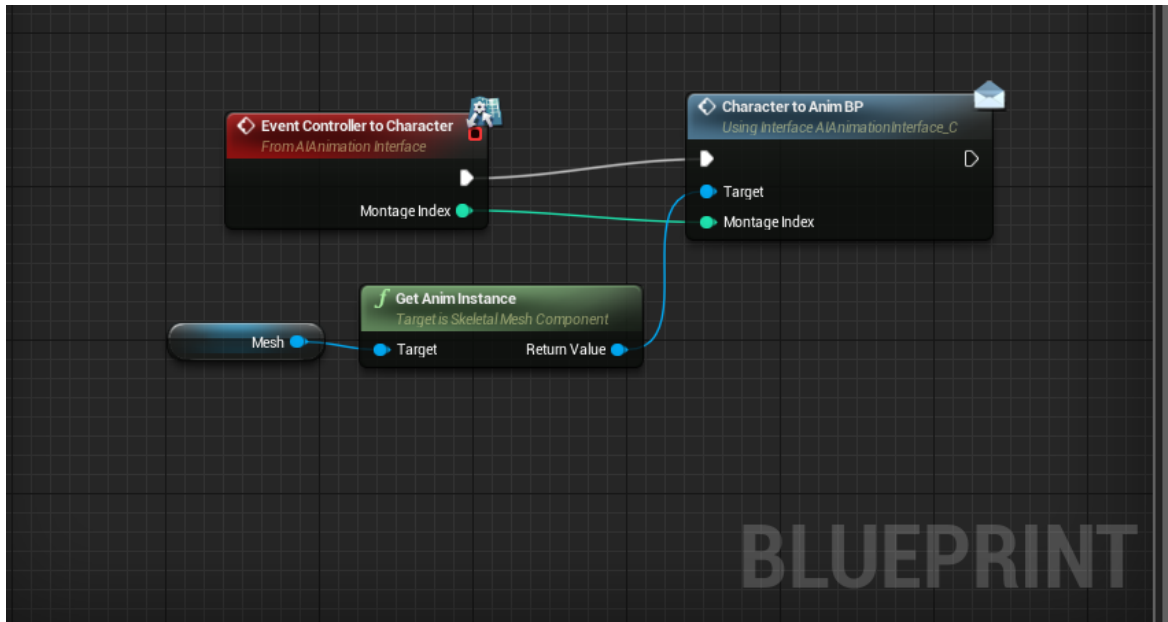 Event Controller to Character
From AIAnimation Interface
Montage Index
Character to Anim BP
Using Interface AIAnimationInterface_C
Target
Montage Index
Mesh
f Get Anim Instance
Target is Skeletal Mesh Component
Target Return Value
BLUEPRINT